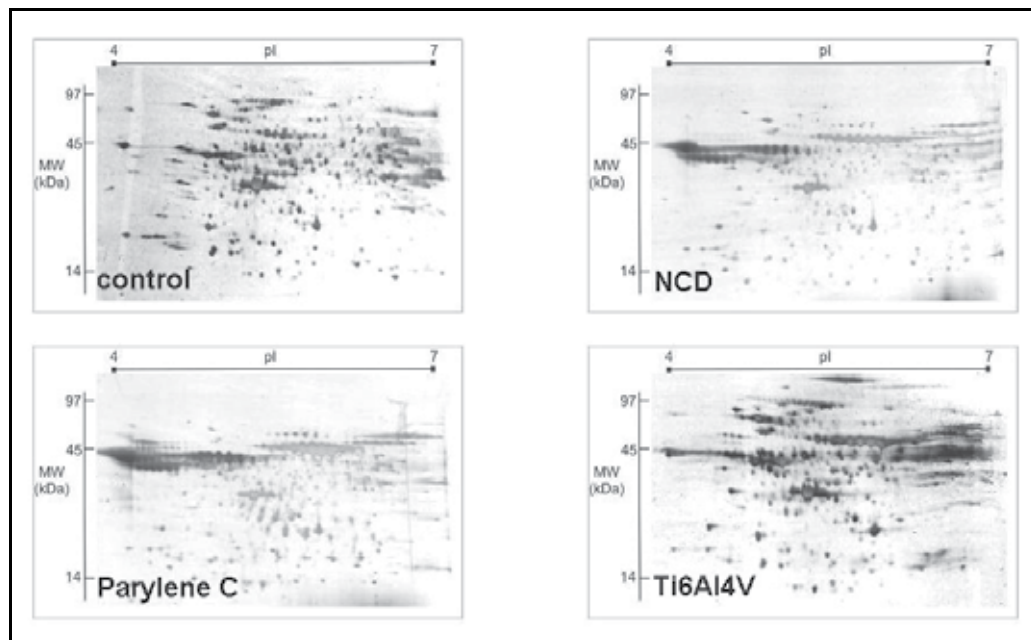 4 pI 7
97
45
MW
(kDa)
14
control
4 pI 7
97
45
MW
(kDa)
14
NCD
4 pI 7
97
45
MW
(kDa)
14
Parylene C
4 pI 7
97
45
MW
(kDa)
14
Ti6Al4V